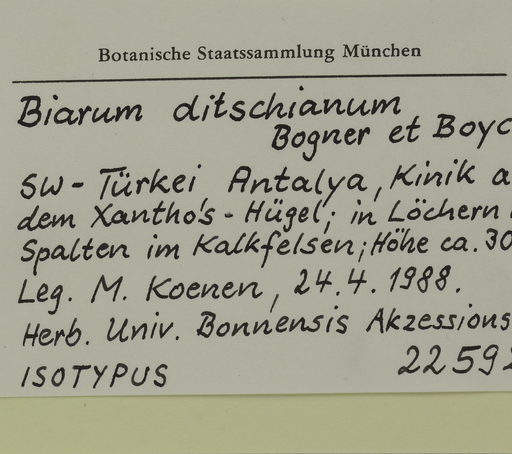 Botanische Staatssammlung München
Biarum ditschianum
Bogner et Boyc
SW-Türkei Antalya, Kinik a
dem Xantho's-Hügel; in Löchern
Spalten im Kalkfelsen; Höhe ca. 30
Leg. M. Koenen, 24.4.1988.
Herb. Univ. Bonnensis Akzessions
ISOTYPUS 22592